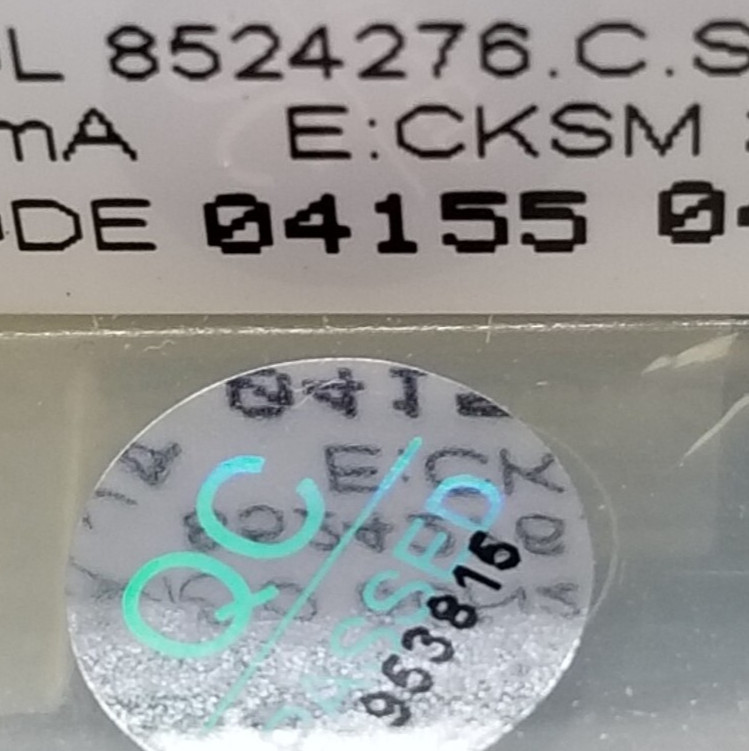 L 8524276.C.S
mA E:CKSM
DE 04155 0
QC
PASSED
953815